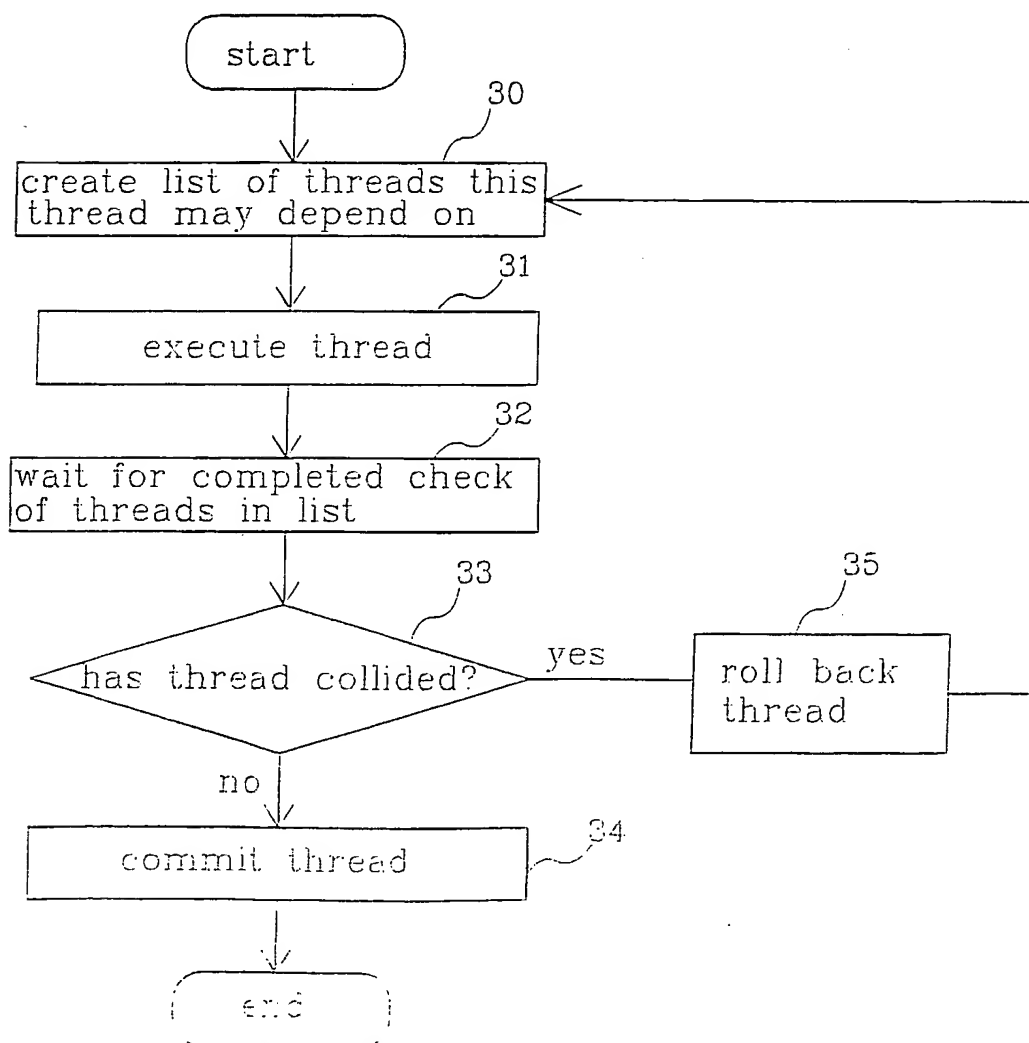 start
30
create list of threads this
thread may depend on
31
execute thread
32
wait for completed check
of threads in list
33
has thread collided?
yes
35
roll back
thread
no
34
commit thread
end